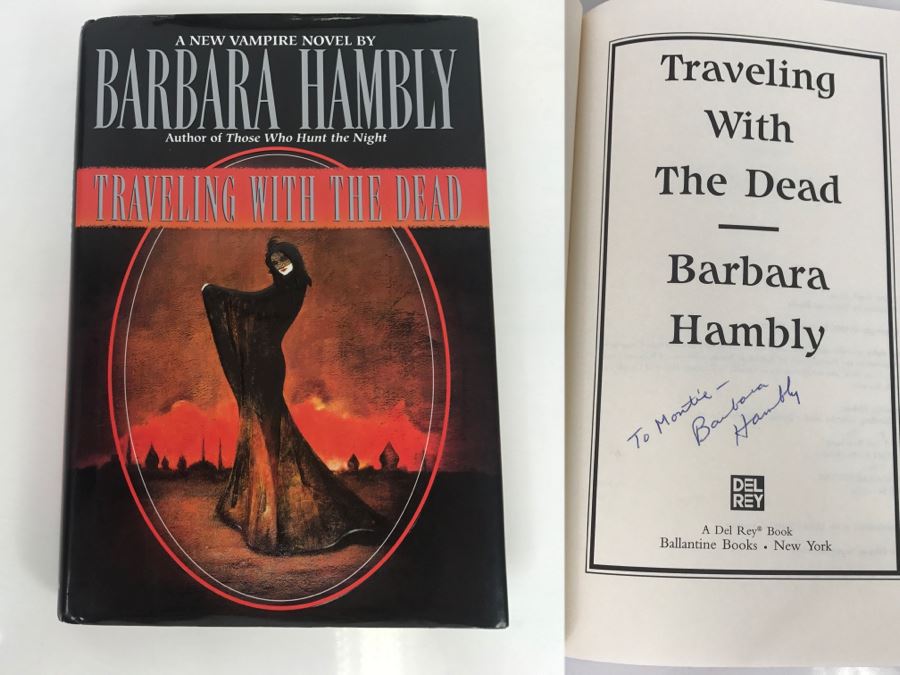 A NEW VAMPIRE NOVEL BY
BARBARA HAMBLY
Author of Those Who Hunt the Night
TRAVELING WITH THE DEAD
Traveling
With
The Dead
Barbara
Hambly
To Montie –
Barbara
Hambly
DEL
REY
A Del Rey® Book
Ballantine Books • New York